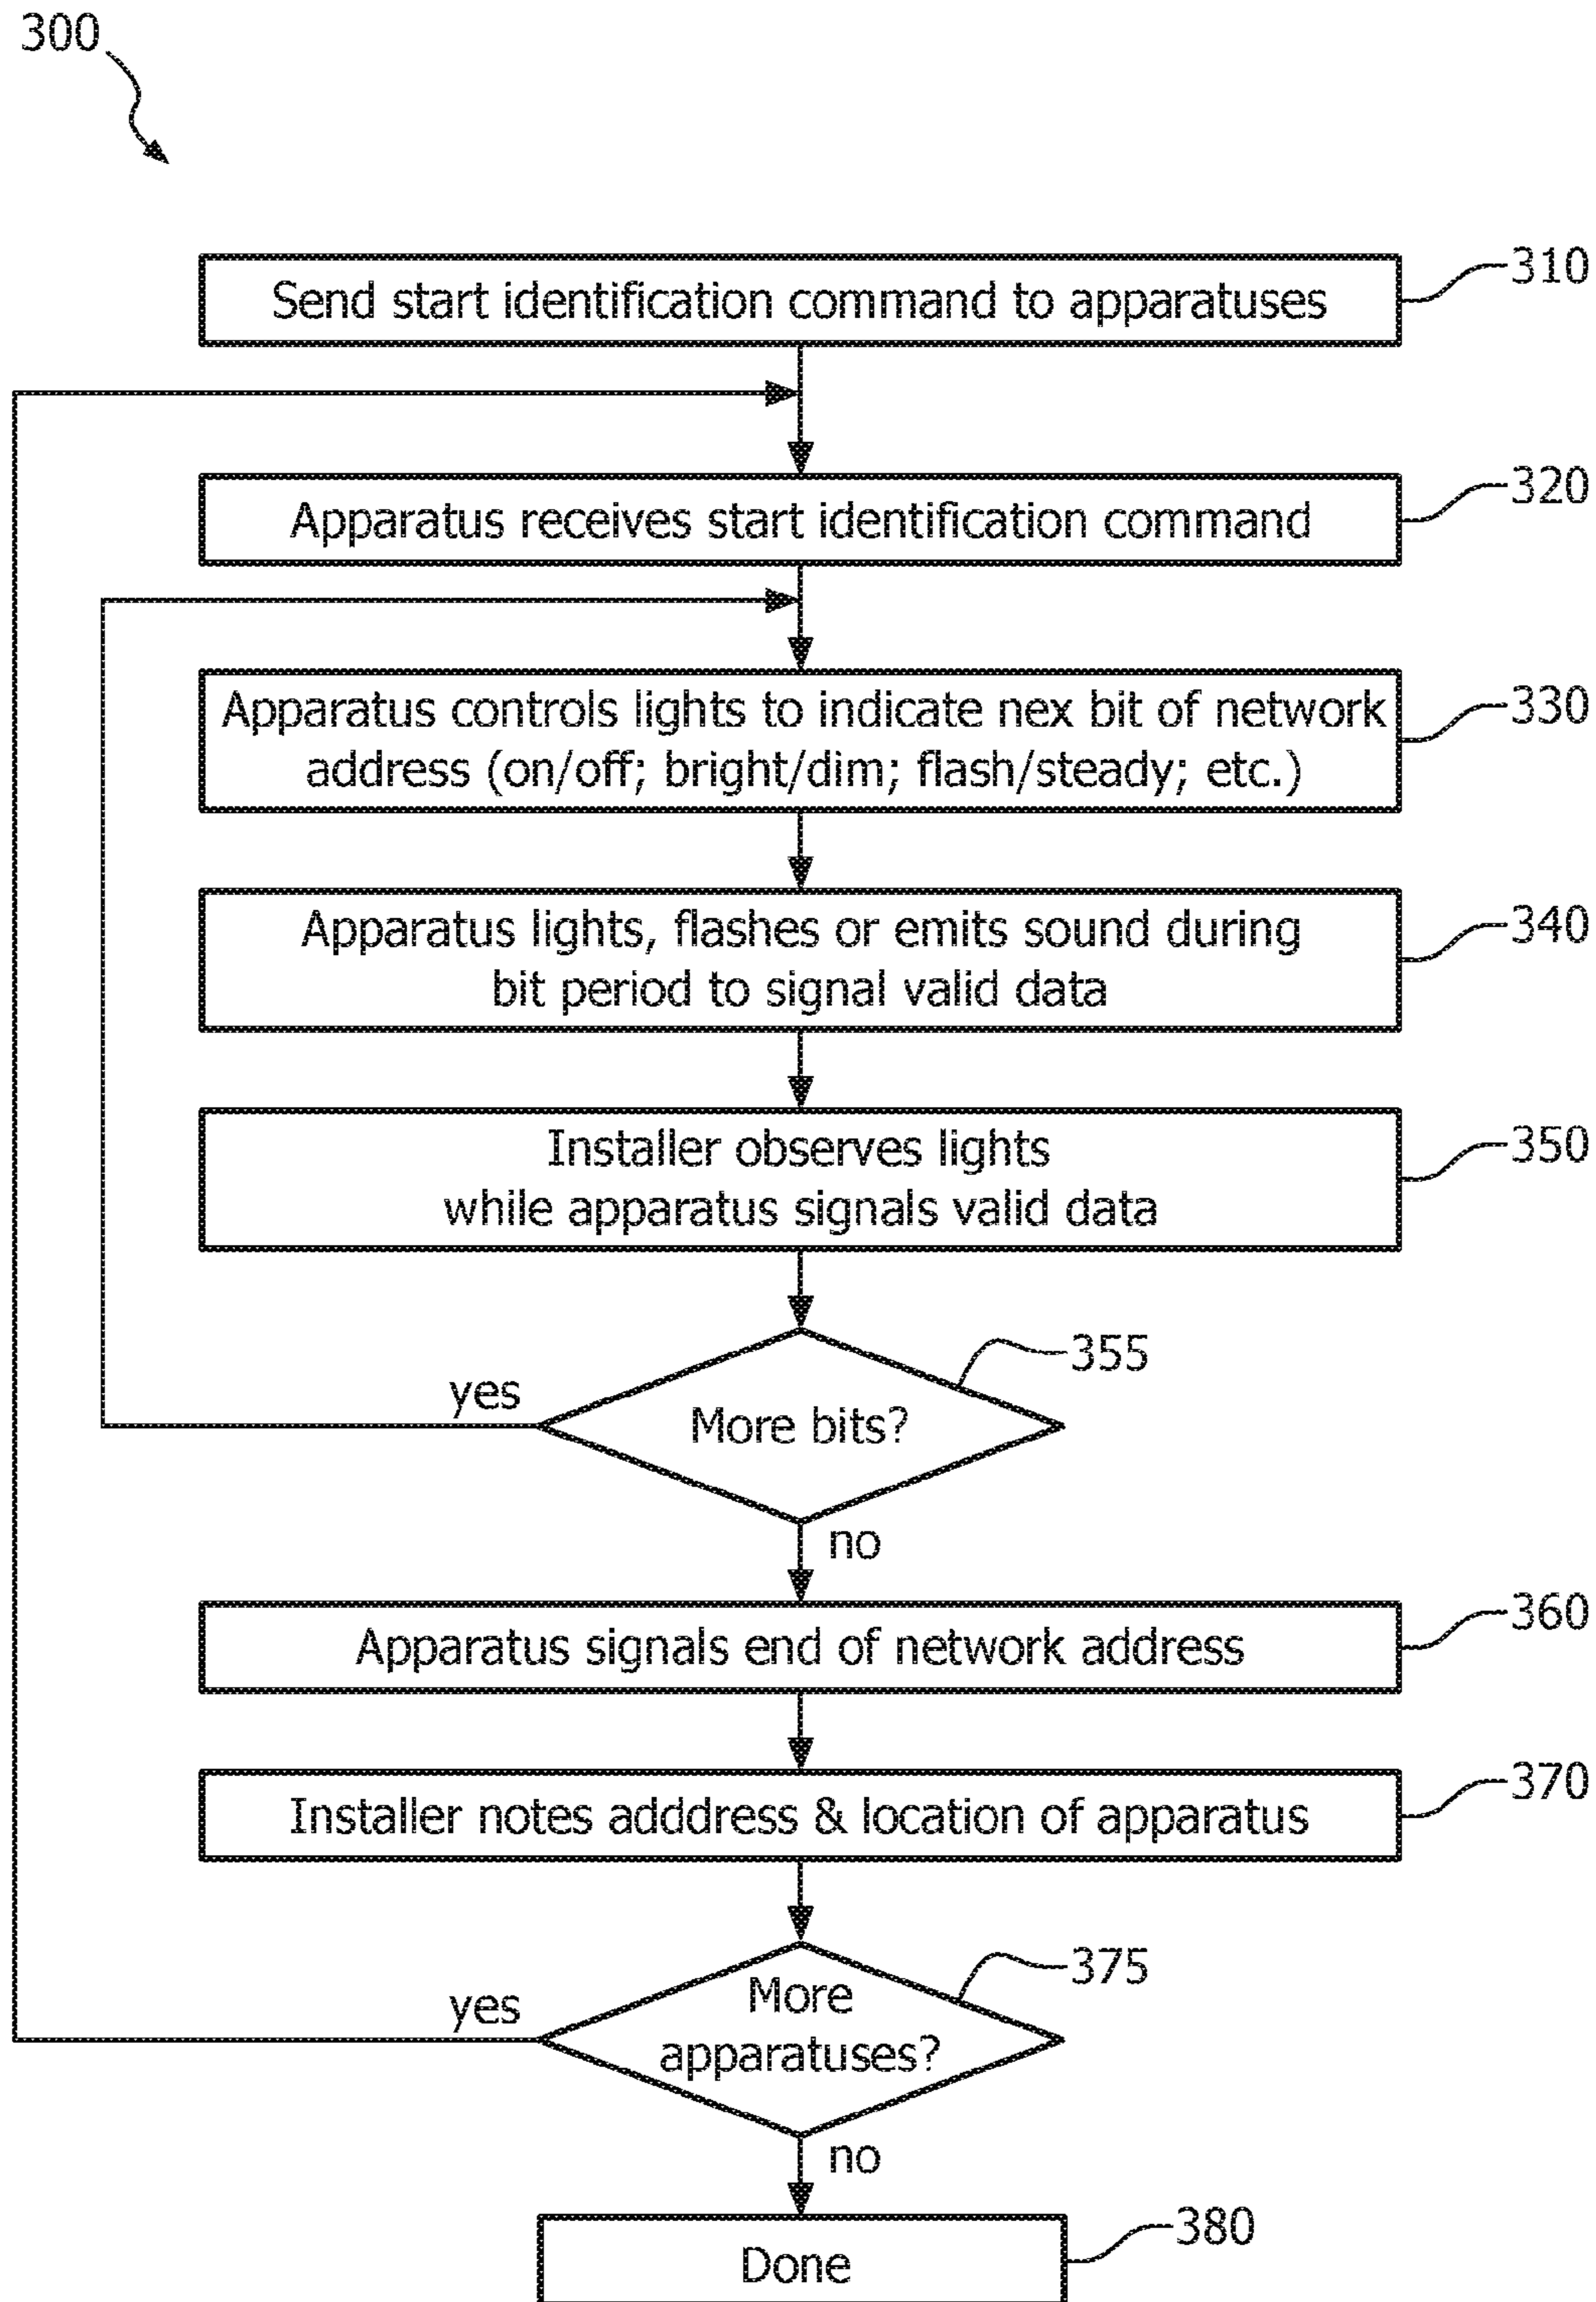 300
Send start identification command to apparatuses
310
Apparatus receives start identification command
320
Apparatus controls lights to indicate nex bit of network
address (on/off; bright/dim; flash/steady; etc.)
330
Apparatus lights, flashes or emits sound during
bit period to signal valid data
340
Installer observes lights
while apparatus signals valid data
350
355
yes
More bits?
no
Apparatus signals end of network address
360
Installer notes adddress & location of apparatus
370
375
yes
More
apparatuses?
no
Done
380